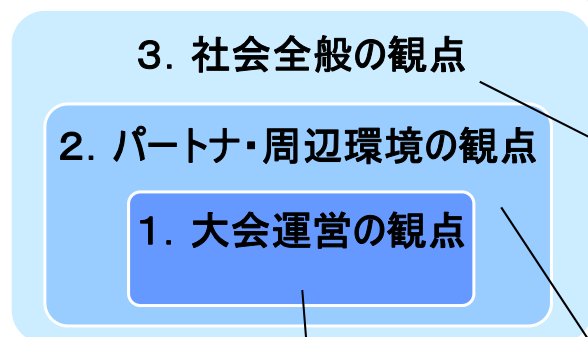 ３．社会全般の観点
２．パートナ・周辺環境の観点
１．大会運営の観点